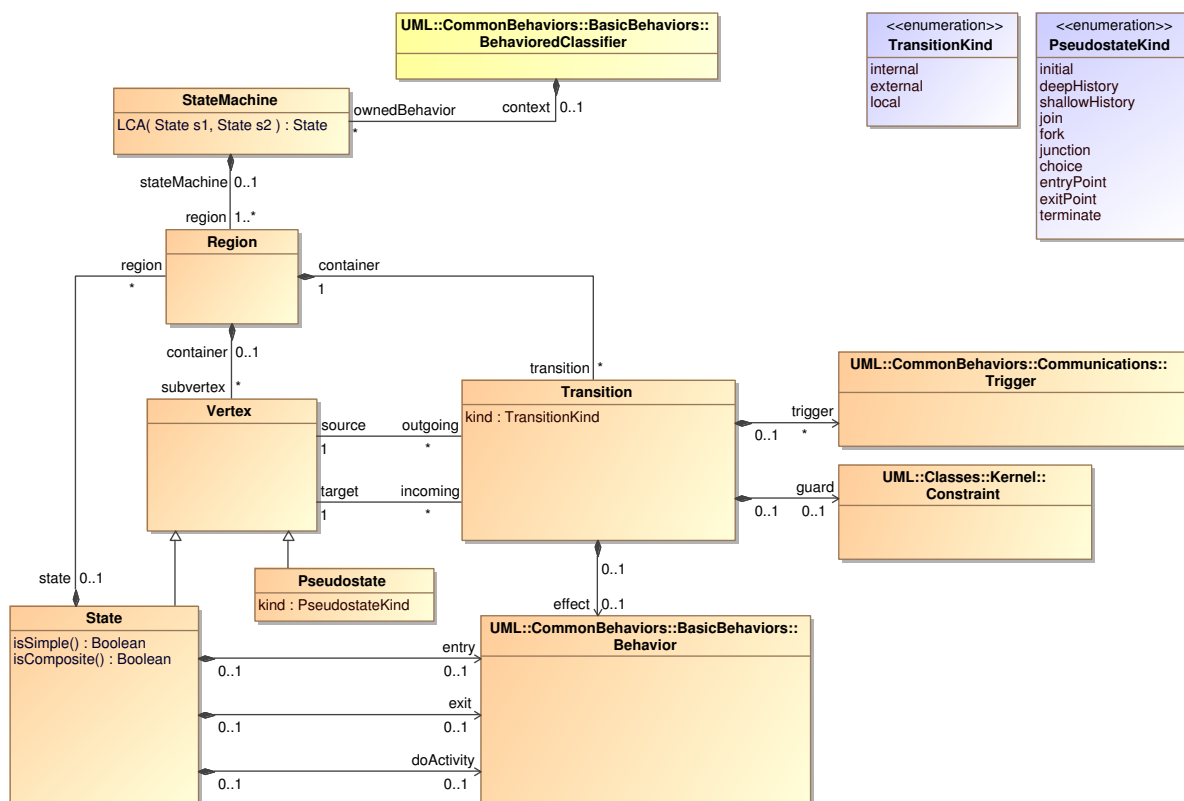 UML::CommonBehaviors::BasicBehaviors::
BehavioredClassifier
<<enumeration>>
TransitionKind
internal
external
local
<<enumeration>>
PseudostateKind
initial
deepHistory
shallowHistory
join
fork
junction
choice
entryPoint
exitPoint
terminate
StateMachine
LCA( State s1, State s2 ) : State
ownedBehavior
*
context
0..1
stateMachine
0..1
region
1..*
Region
region
*
container
1
container
0..1
subvertex
*
transition
*
Vertex
source
1
outgoing
*
target
1
incoming
*
Transition
kind : TransitionKind
UML::CommonBehaviors::Communications::
Trigger
trigger
0..1
*
UML::Classes::Kernel::
Constraint
guard
0..1
0..1
state
0..1
Pseudostate
kind : PseudostateKind
0..1
effect
0..1
State
isSimple() : Boolean
isComposite() : Boolean
UML::CommonBehaviors::BasicBehaviors::
Behavior
entry
0..1
0..1
exit
0..1
0..1
doActivity
0..1
0..1